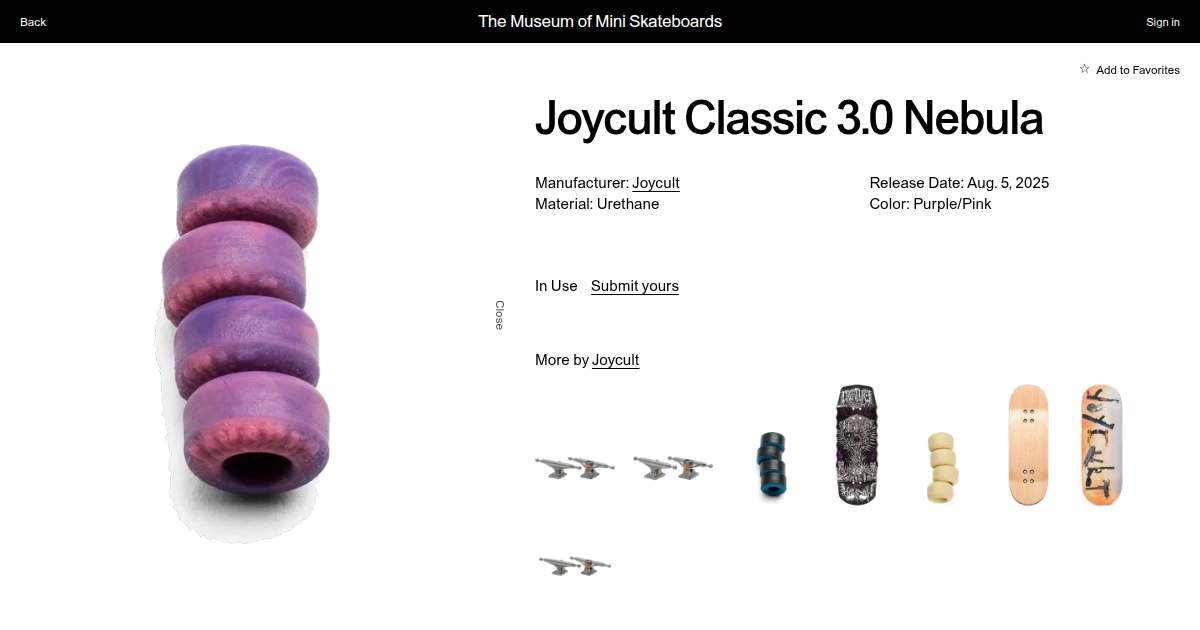 Back
The Museum of Mini Skateboards
Sign in
☆ Add to Favorites
Joycult Classic 3.0 Nebula
Manufacturer: Joycult
Release Date: Aug. 5, 2025
Material: Urethane
Color: Purple/Pink
In Use Submit yours
Close
More by Joycult
Joycult